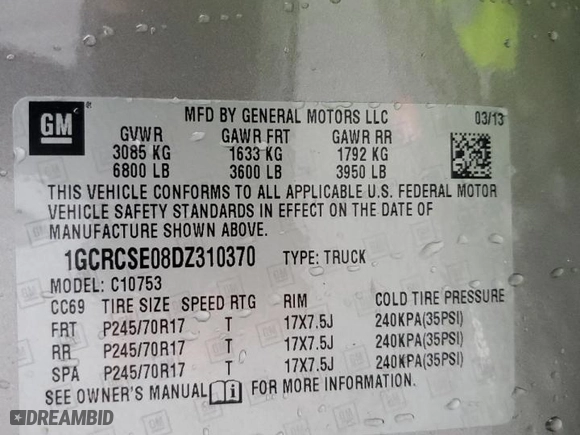 GM
MFD BY GENERAL MOTORS LLC 03/13
GVWR GAWR FRT GAWR RR
3085 KG 1633 KG 1792 KG
6800 LB 3600 LB 3950 LB
THIS VEHICLE CONFORMS TO ALL APPLICABLE U.S. FEDERAL MOTOR
VEHICLE SAFETY STANDARDS IN EFFECT ON THE DATE OF
MANUFACTURE SHOWN ABOVE.
1GCRCSE08DZ310370 TYPE: TRUCK
MODEL: C10753
CC69 TIRE SIZE SPEED RTG RIM COLD TIRE PRESSURE
FRT P245/70R17 T 17X7.5J 240KPA(35PSI)
RR P245/70R17 T 17X7.5J 240KPA(35PSI)
SPA P245/70R17 T 17X7.5J 240KPA(35PSI)
SEE OWNER'S MANUAL FOR MORE INFORMATION.
DREAMBID